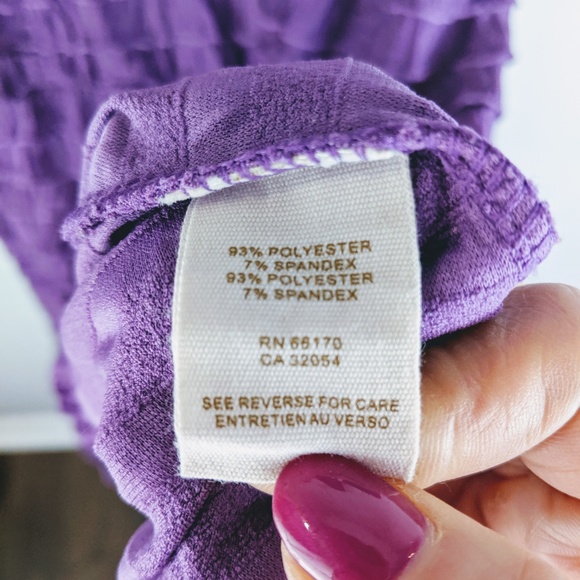 93% POLYESTER
7% SPANDEX
93% POLYESTER
7% SPANDEX
RN 66170
CA 32054
SEE REVERSE FOR CARE
ENTRETIEN AU VERSO